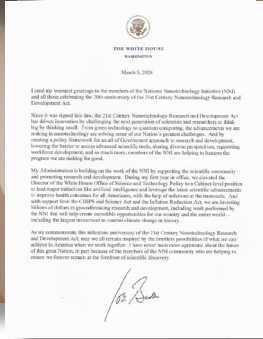 THE WHITE HOUSE
WASHINGTON
March 5, 2024
I send my warmest greetings to the members of the National Nanotechnology Initiative (NNI)
and all those celebrating the 20th anniversary of the 21st Century Nanotechnology Research and
Development Act.
Since it was signed into law, the 21st Century Nanotechnology Research and Development Act
has driven innovation by challenging the next generation of scientists and researchers to think
big by thinking small. From green technology to quantum computing, the advancements we are
making in nanotechnology are solving some of our Nation's greatest challenges. And by
creating a policy framework for an all of Government approach to research and development,
lowering the barrier to access advanced scientific tools, sharing diverse perspectives, supporting
workforce development, and so much more, the members of the NNI are helping to harness the
progress we are making for good.
My Administration is building on the work of the NNI by supporting the scientific community
and promoting research and development. During my first year in office, we elevated the
Director of the White House Office of Science and Technology Policy to a Cabinet-level position
to lead major initiatives like artificial intelligence and leverage the latest scientific advancements
to improve health outcomes for all Americans, with the help of solutions at the nanoscale. And
with support from the CHIPS and Science Act and the Inflation Reduction Act, we are investing
billions of dollars in groundbreaking research and development, including work performed by
the NNI that will help create incredible opportunities for our country and the entire world—
including the largest investment to combat climate change in history.
As we commemorate this milestone anniversary of the 21st Century Nanotechnology Research
and Development Act, may we all remain inspired by the limitless possibilities of what we can
achieve in America when we work together. I have never been more optimistic about the future
of this great Nation, in part because of the members of the NNI community who are helping to
ensure we forever remain at the forefront of scientific discovery.